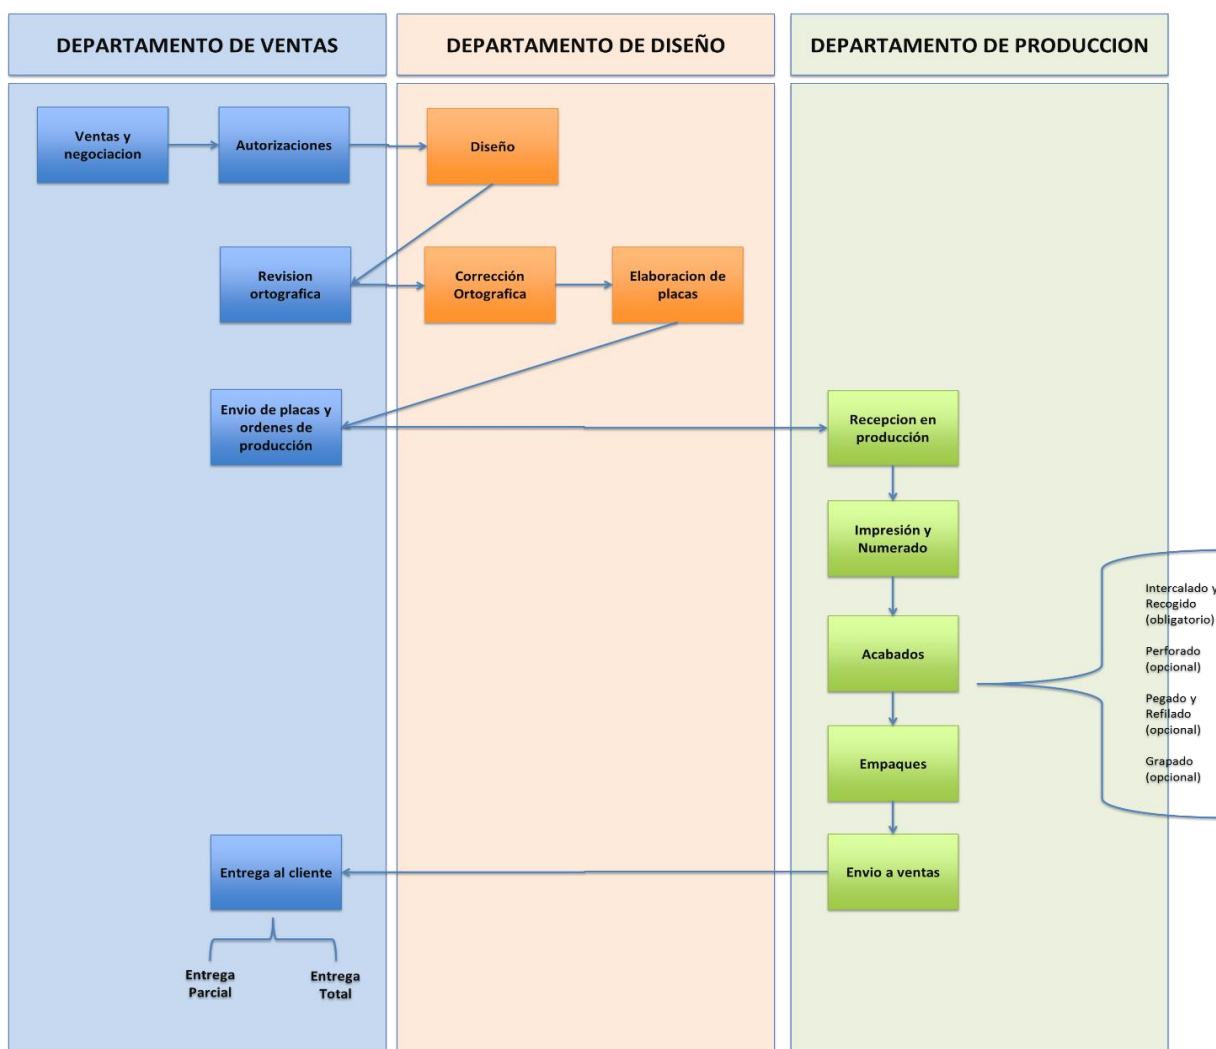 DEPARTAMENTO DE VENTAS
DEPARTAMENTO DE DISEÑO
DEPARTAMENTO DE PRODUCCION
Ventas y
negociacion
Autorizaciones
Diseño
Revision
ortografica
Corrección
Ortografica
Elaboracion de
placas
Envio de placas y
ordenes de
producción
Recepcion en
producción
Impresión y
Numerado
Acabados
Intercalado y
Recogido
(obligatorio)
Perforado
(opcional)
Pegado y
Refilado
(opcional)
Grapado
(opcional)
Empaques
Envio a ventas
Entrega al cliente
Entrega
Parcial
Entrega
Total